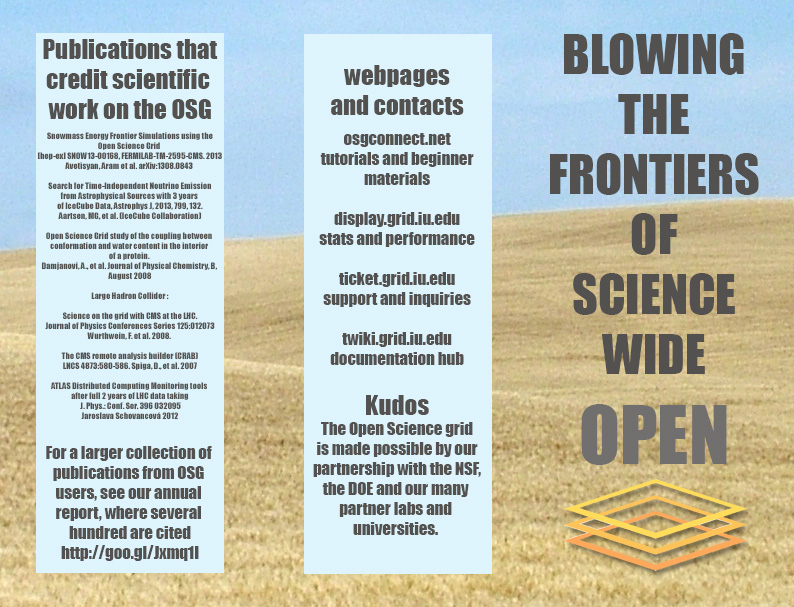 Publications that
credit scientific
work on the OSG
Snowmass Energy Frontier Simulations using the
Open Science Grid
[hep-ex] SNOW13-00168, FERMILAB-TM-2595-CMS. 2013
Avetisyan, Aram et al. arXiv:1308.0843
Search for Time-Independent Neutrino Emission
from Astrophysical Sources with 3 years
of IceCube Data, Astrophys J, 2013, 799, 132.
Aartsen, MG, et al. (IceCube Collaboration)
Open Science Grid study of the coupling between
conformation and water content in the interior
of a protein.
Damjanovi, A., et al. Journal of Physical Chemistry, B,
August 2008
Large Hadron Collider :
Science on the grid with CMS at the LHC.
Journal of Physics Conferences Series 125:012073
Wurthwein, F. et al. 2008.
The CMS remote analysis builder (CRAB)
LNCS 4873:580-586. Spiga, D., et al. 2007
ATLAS Distributed Computing Monitoring tools
after full 2 years of LHC data taking
J. Phys.: Conf. Ser. 396 032095
Jaroslava Schovancová 2012
For a larger collection of
publications from OSG
users, see our annual
report, where several
hundred are cited
http://goo.gl/Jxmq1I
webpages
and contacts
osgconnect.net
tutorials and beginner
materials
display.grid.iu.edu
stats and performance
ticket.grid.iu.edu
support and inquiries
twiki.grid.iu.edu
documentation hub
Kudos
The Open Science grid
is made possible by our
partnership with the NSF,
the DOE and our many
partner labs and
universities.
BLOWING
THE
FRONTIERS
OF
SCIENCE
WIDE
OPEN